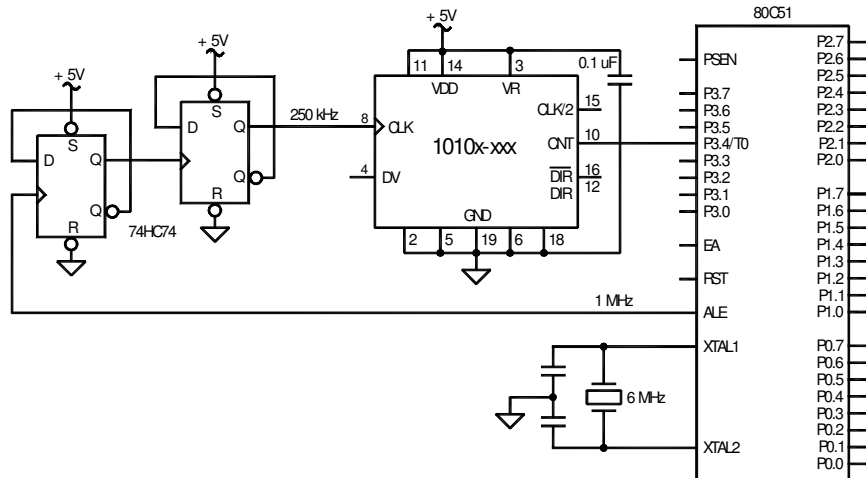 80C51
+ 5V
+ 5V
+ 5V
S
D
Q
Q
R
S
D
Q
Q
R
74HC74
250 kHz
11
14
3
VDD
VR
0.1 uF
8
CLK
4
DV
1010x-xxx
CLK/2
15
CNT
10
DIR
16
DIR
12
GND
2
5
19
6
18
1 MHz
6 MHz
PSEN
P3.7
P3.6
P3.5
P3.4/T0
P3.3
P3.2
P3.1
P3.0
EA
RST
ALE
XTAL1
XTAL2
P2.7
P2.6
P2.5
P2.4
P2.3
P2.2
P2.1
P2.0
P1.7
P1.6
P1.5
P1.4
P1.3
P1.2
P1.1
P1.0
P0.7
P0.6
P0.5
P0.4
P0.3
P0.2
P0.1
P0.0